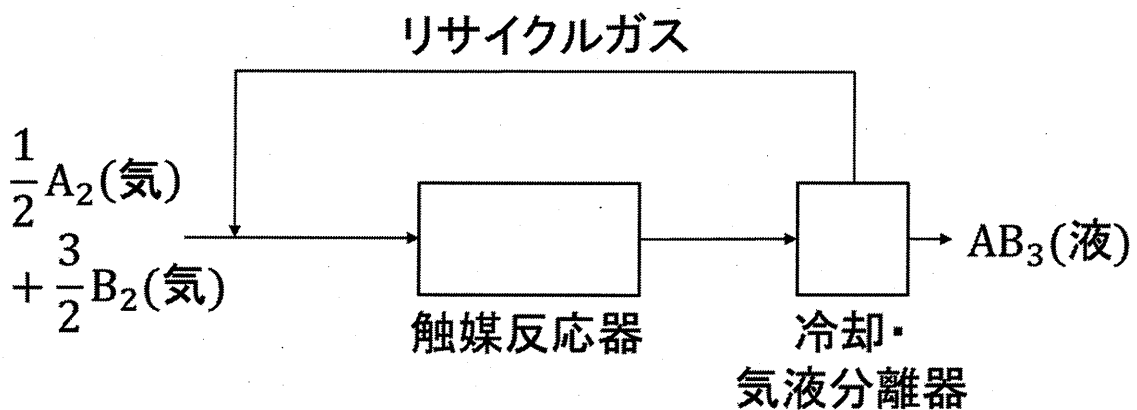 リサイクルガス
1/2 A₂(気)
+ 3/2 B₂(気)
AB₃(液)
触媒反応器
冷却・
気液分離器